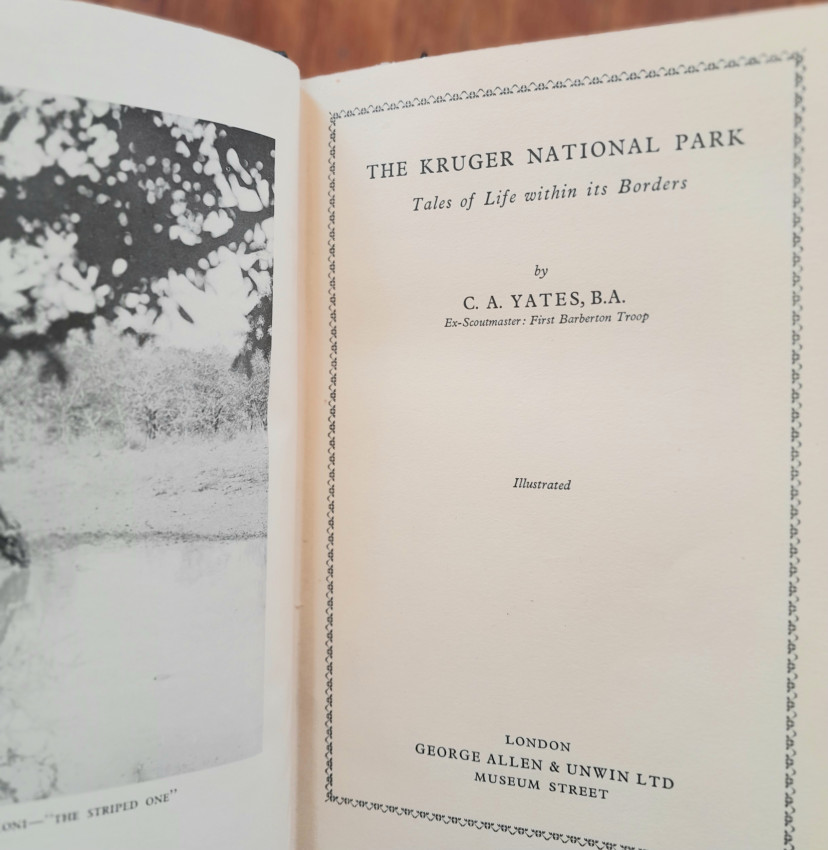 ONI—"THE STRIPED ONE"
THE KRUGER NATIONAL PARK
Tales of Life within its Borders
by
C. A. YATES, B.A.
Ex-Scoutmaster: First Barberton Troop
Illustrated
LONDON
GEORGE ALLEN & UNWIN LTD
MUSEUM STREET